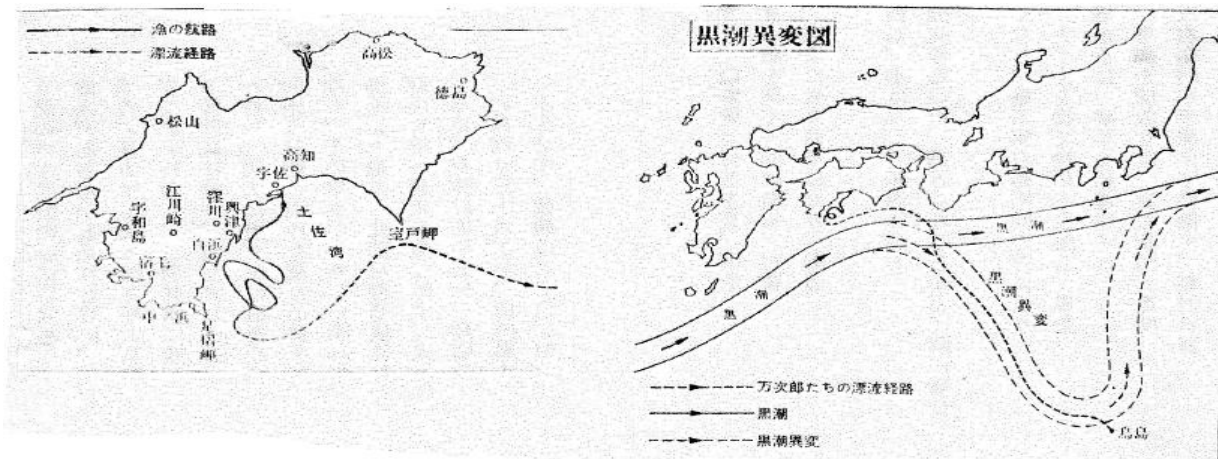 漁の航路
漂流経路
高松
徳島
松山
高知
宇佐
江川崎
深川
興津
宇和島
土佐湾
室戸岬
白浜
宿毛
中ノ浜
足摺岬
黒潮異変図
黒潮
黒潮
黒潮異変
万次郎たちの漂流経路
黒潮
黒潮異変
鳥島